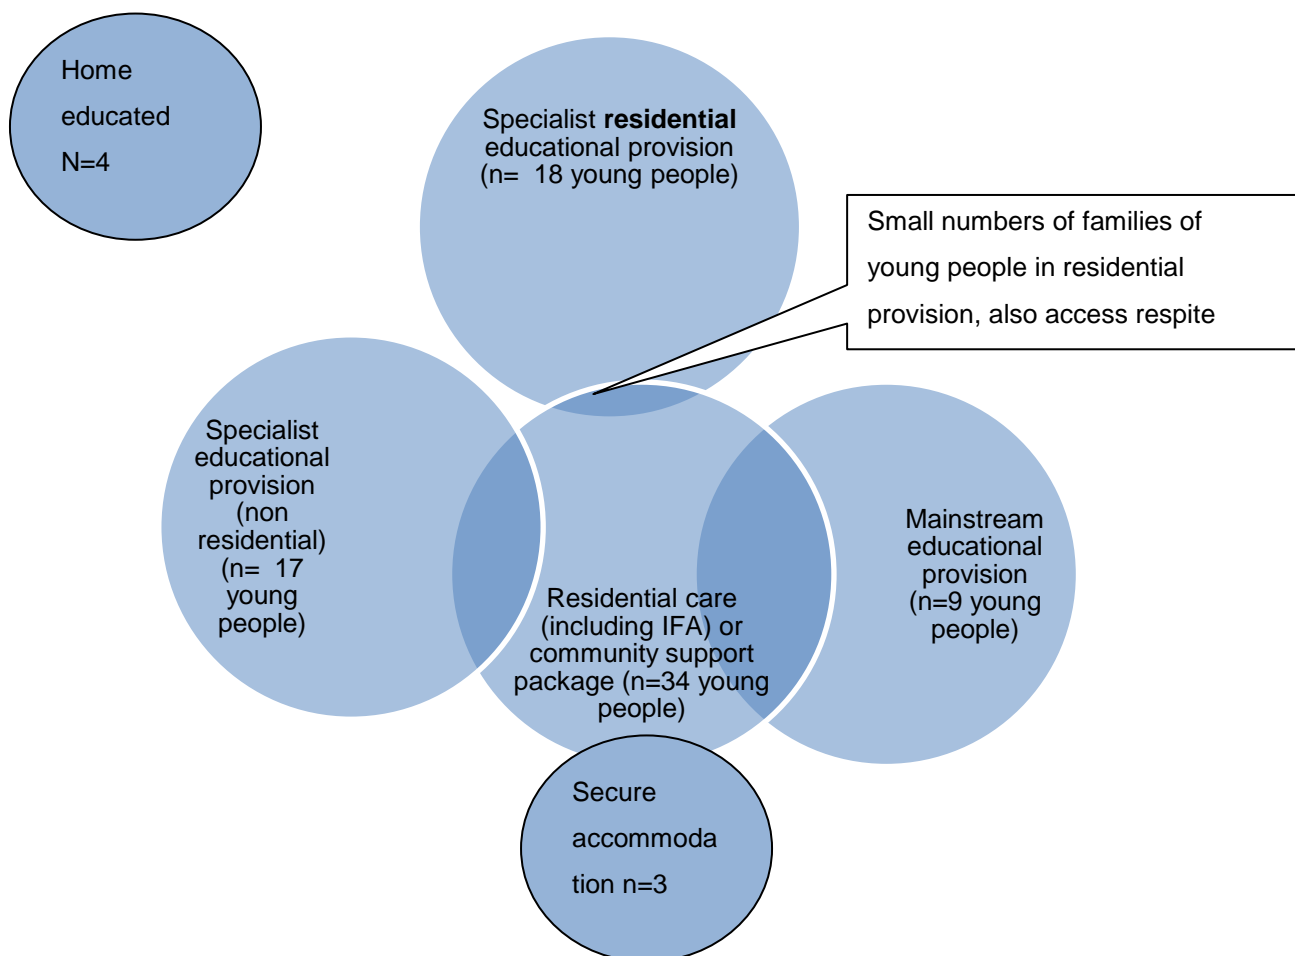 Home
educated
N=4
Specialist residential
educational provision
(n=  18 young people)
Small numbers of families of
young people in residential
provision, also access respite
Specialist
educational
provision
(non
residential)
(n=  17
young
people)
Mainstream
educational
provision
(n=9 young
people)
Residential care
(including IFA) or
community support
package (n=34 young
people)
Secure
accommoda
tion n=3